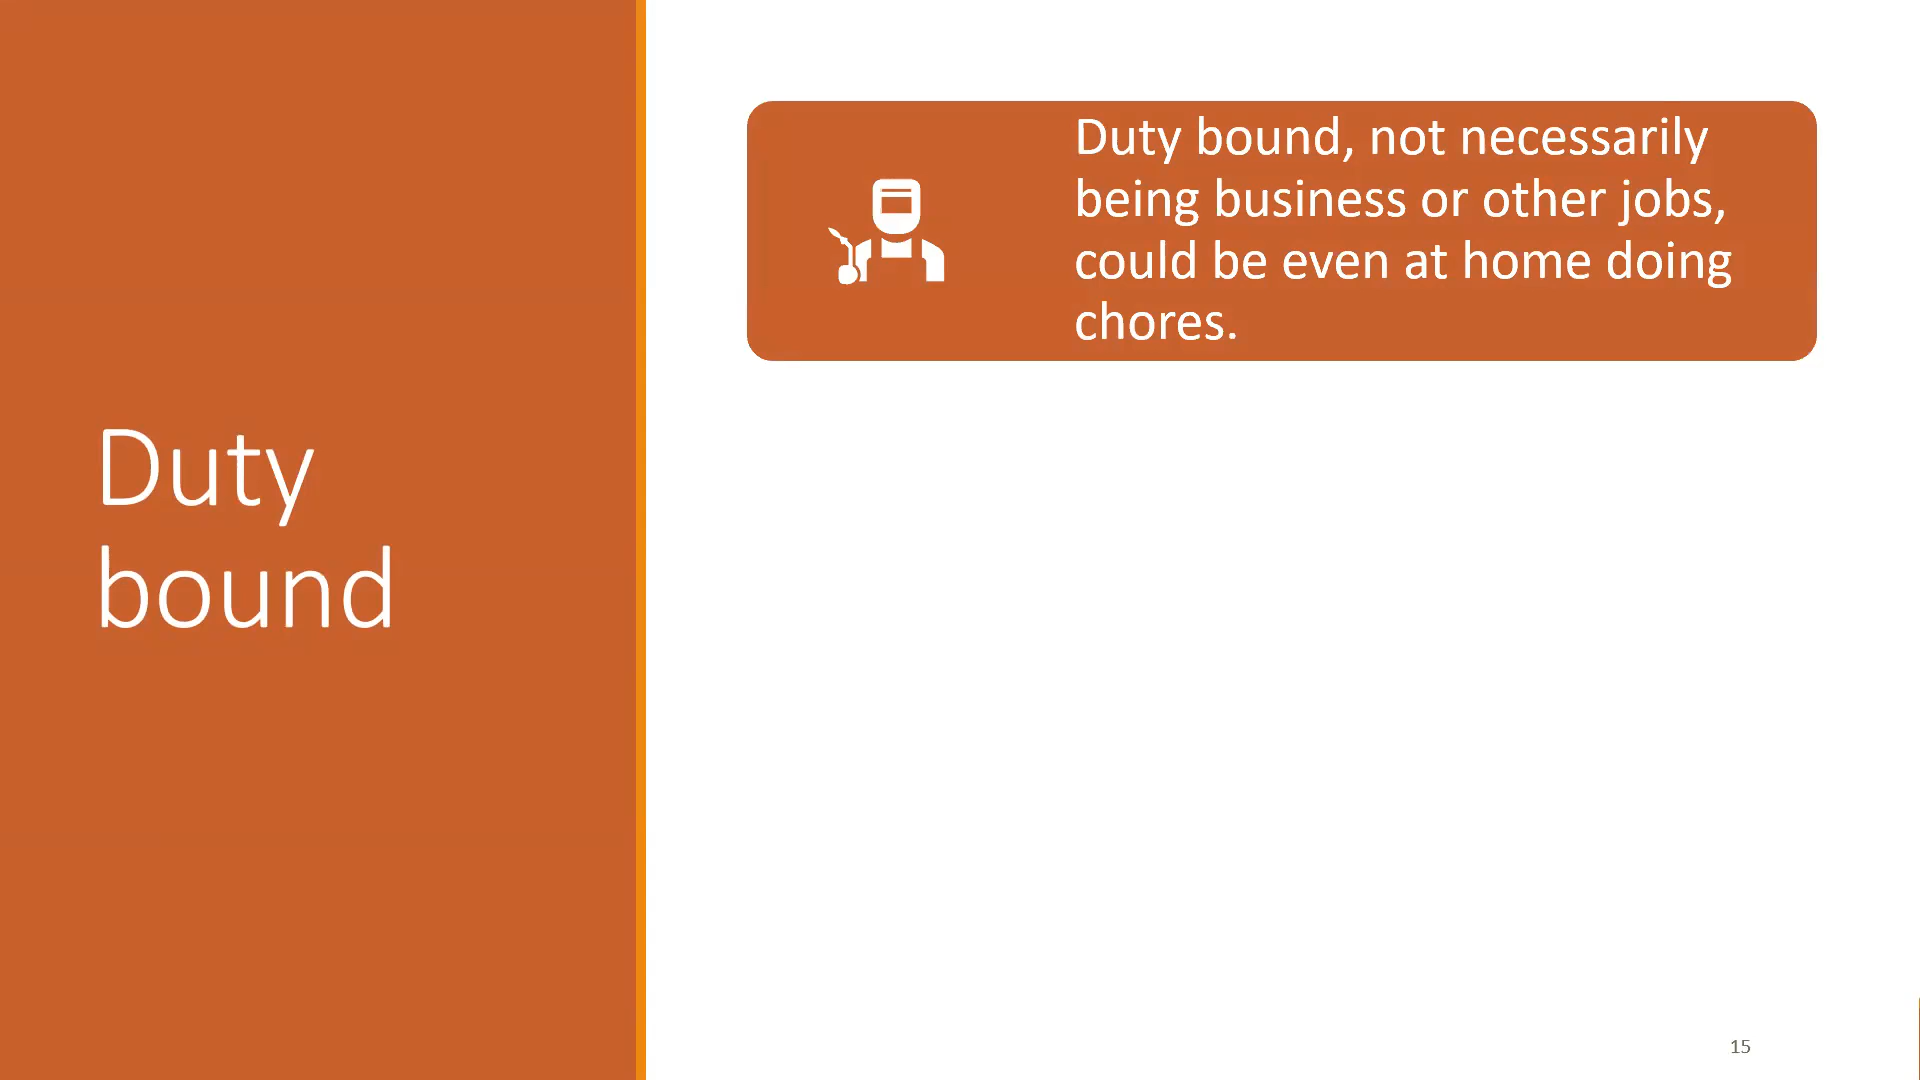 Duty
bound
Duty bound, not necessarily
being business or other jobs,
could be even at home doing
chores.
15